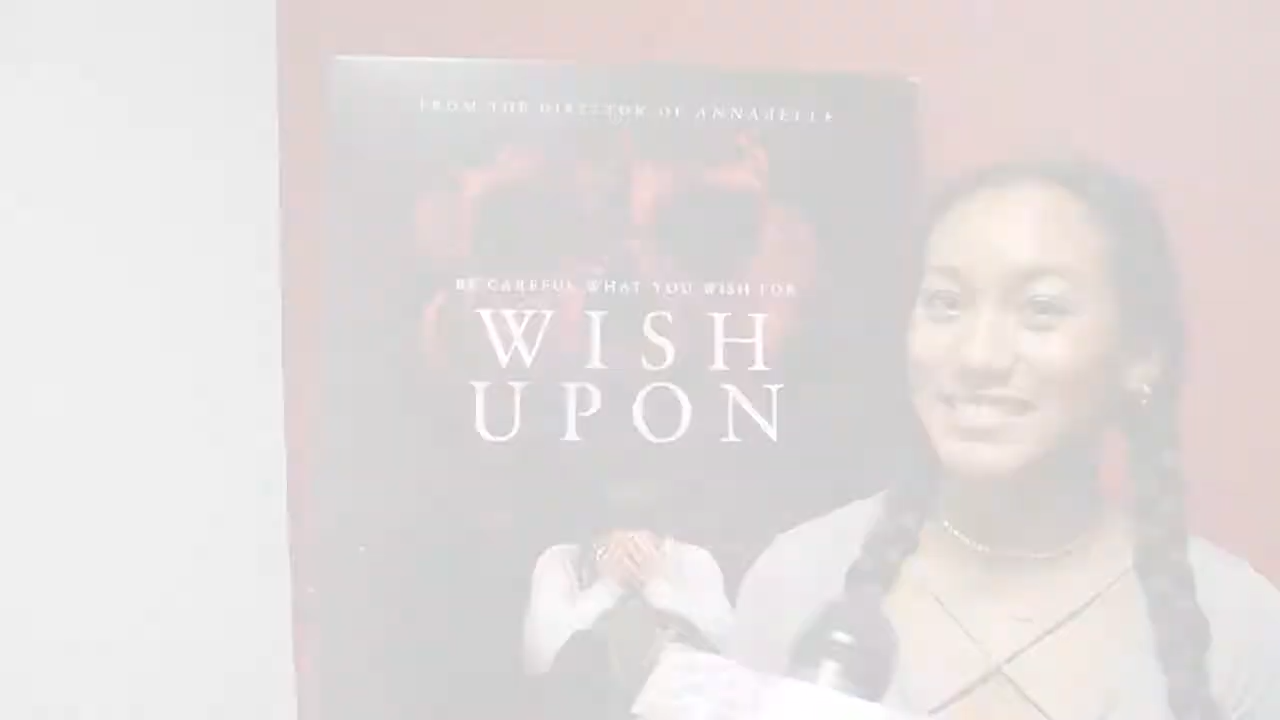 FROM THE DIRECTOR OF ANNABELLE
BE CAREFUL WHAT YOU WISH FOR
WISH
UPON